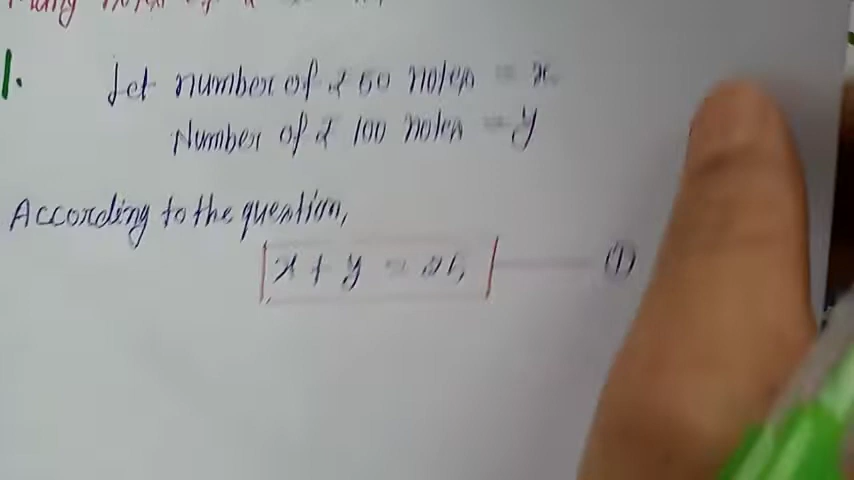 1. Let number of ₹ 50 notes = x
Number of ₹ 100 notes = y
According to the question,
x + y = 25, (1)